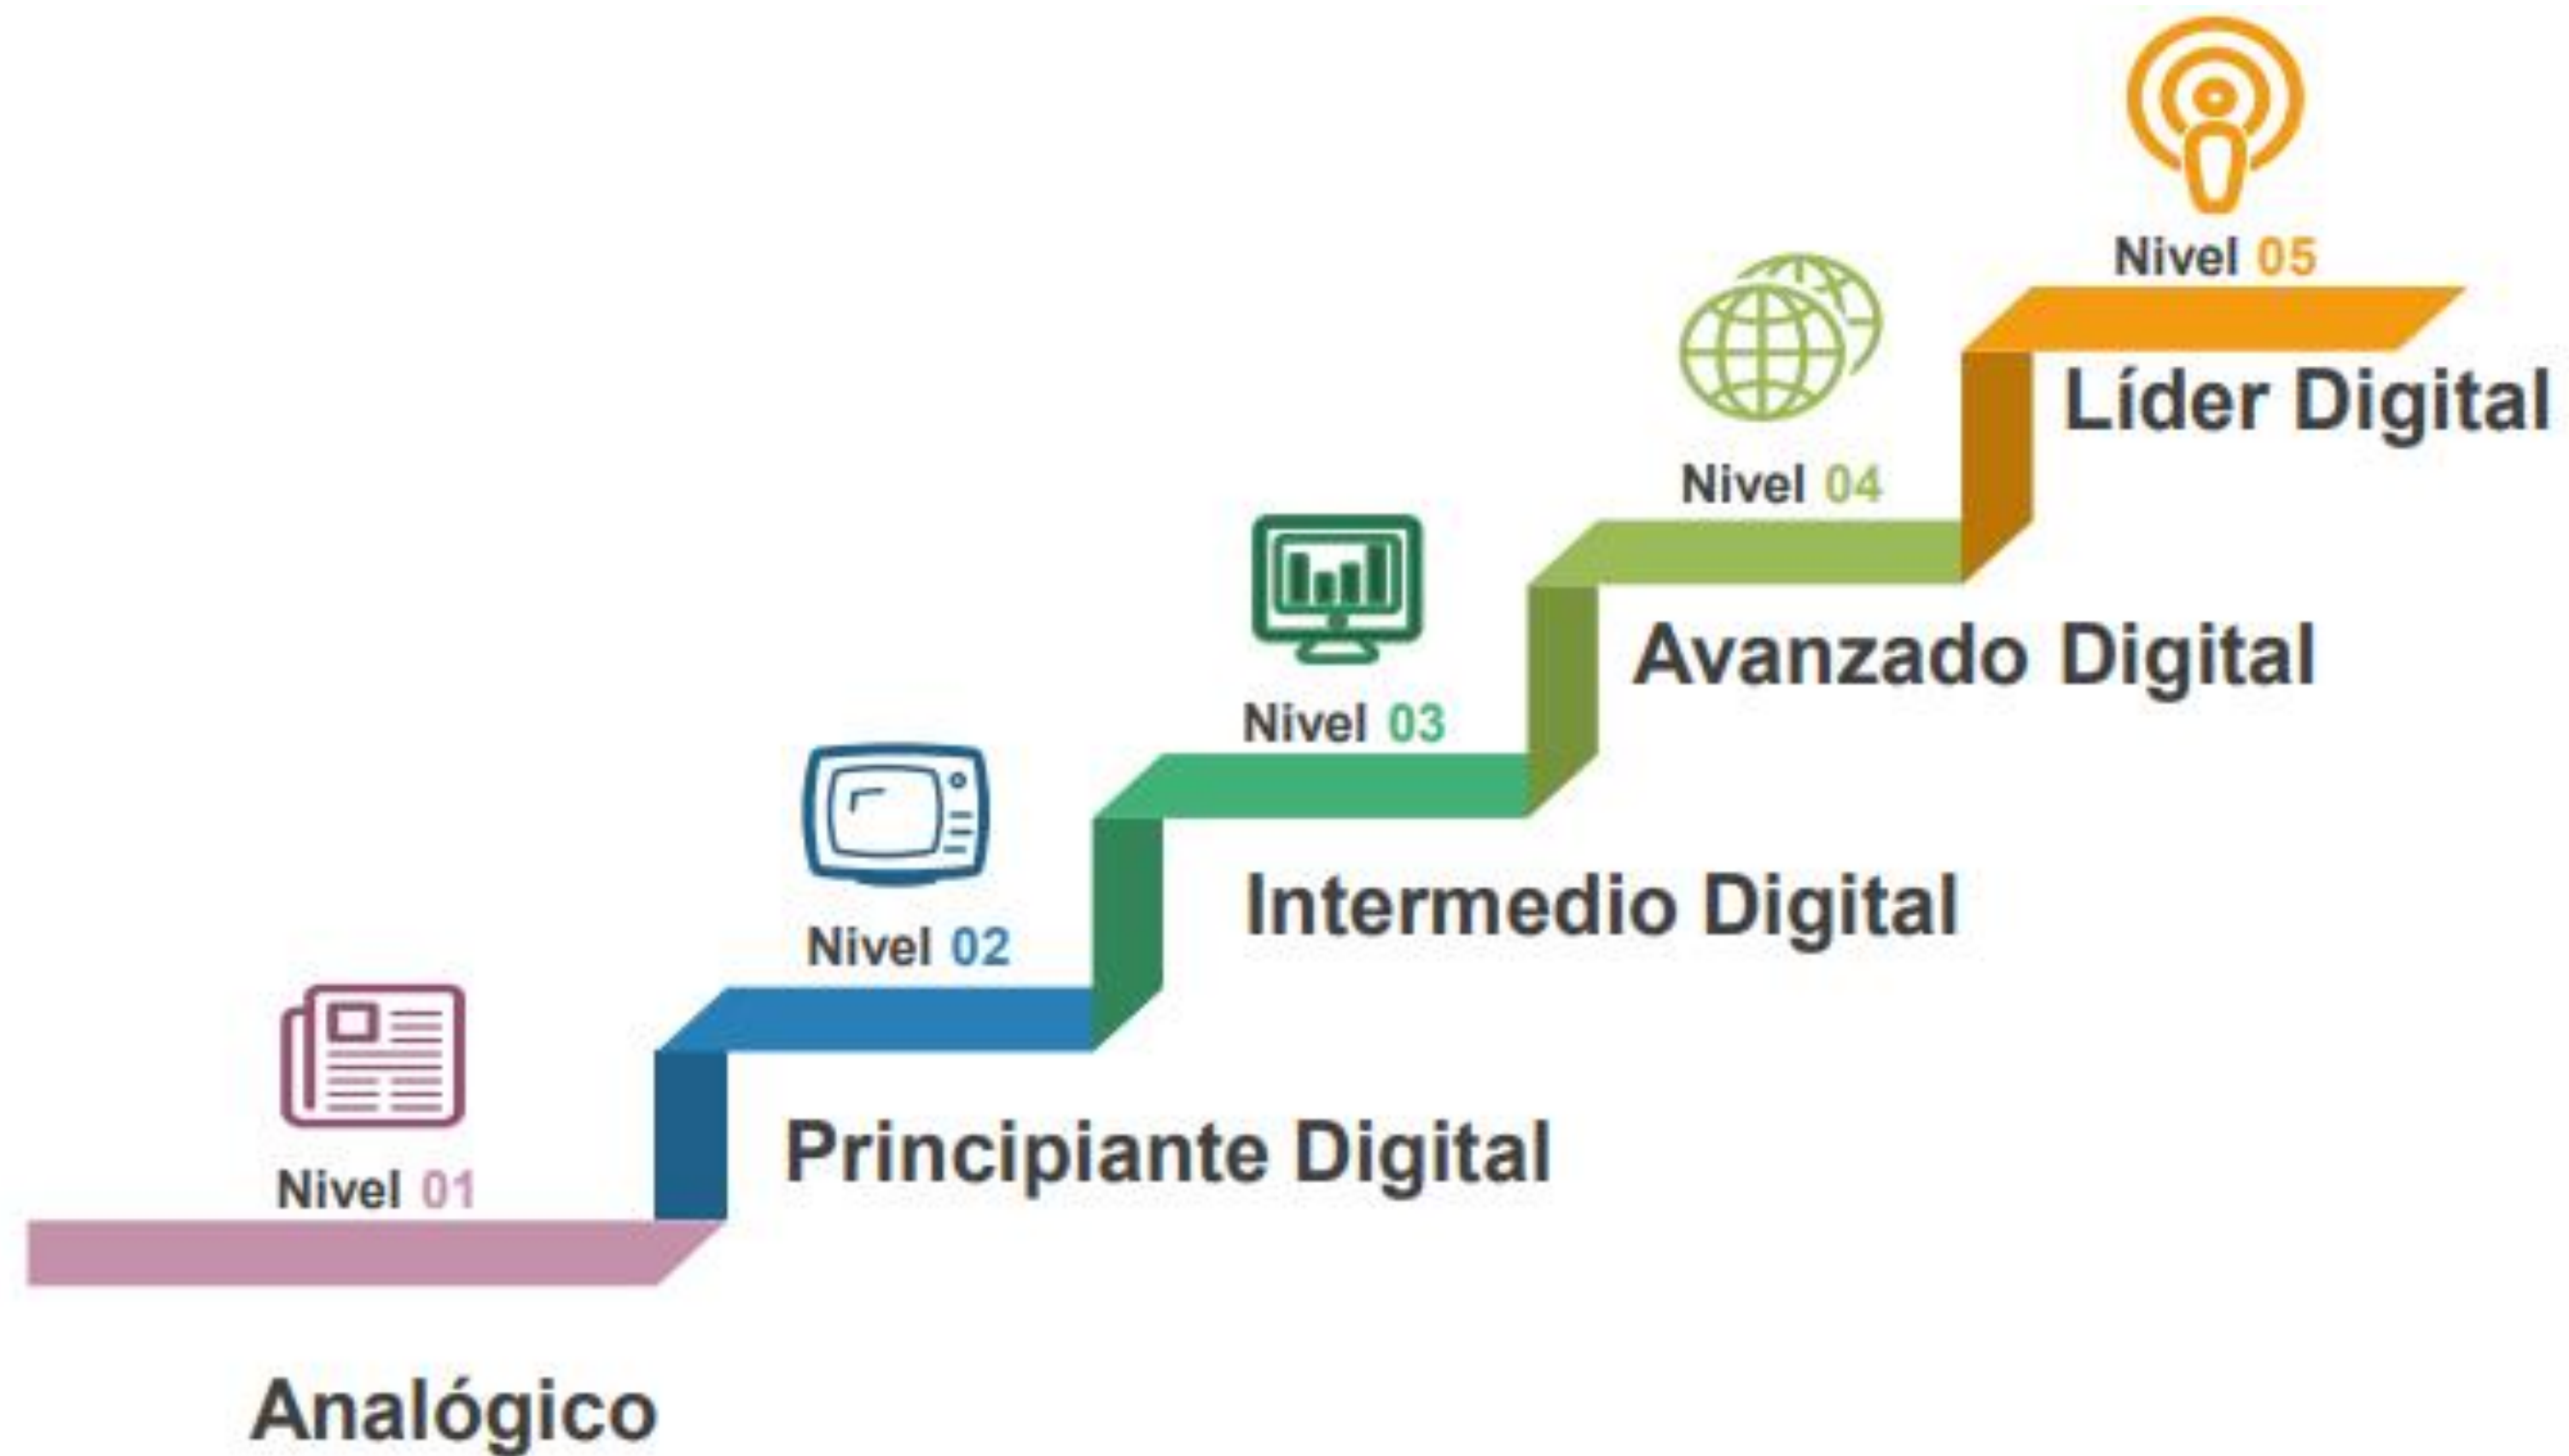 Nivel 01
Analógico
Nivel 02
Principiante Digital
Nivel 03
Intermedio Digital
Nivel 04
Avanzado Digital
Nivel 05
Líder Digital